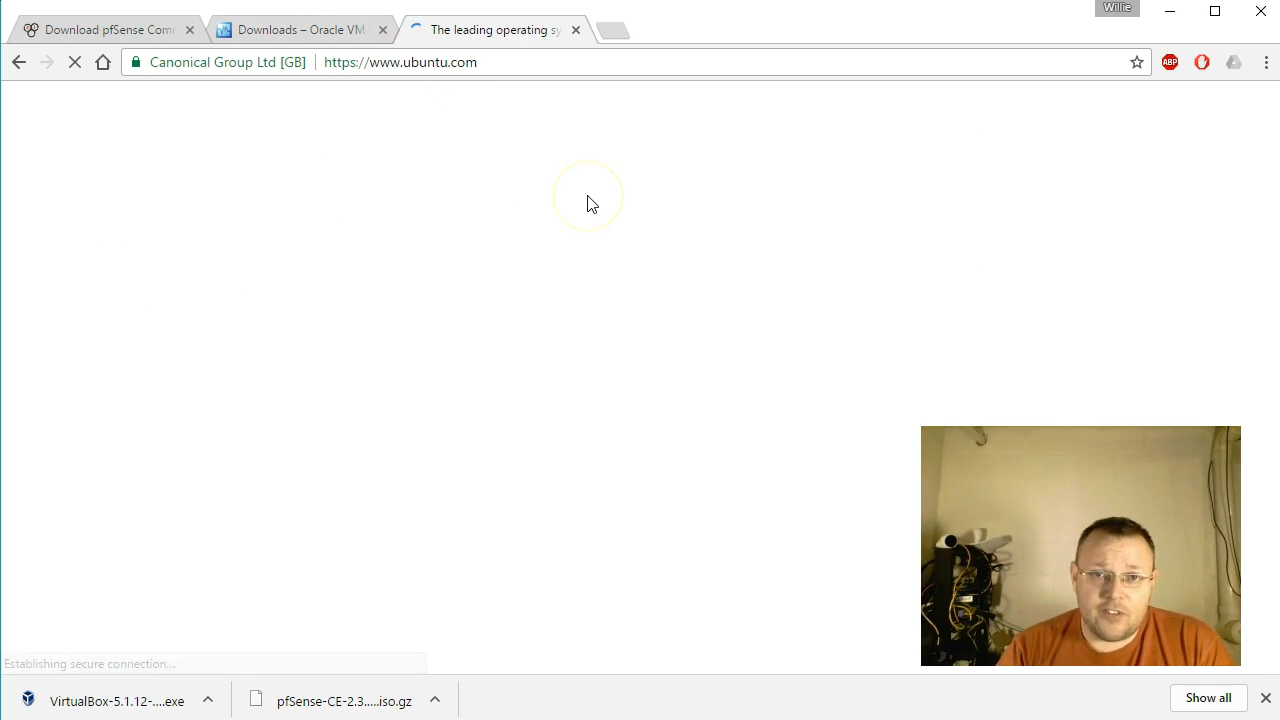 Willie
Download pfSense Com
Downloads – Oracle VM
The leading operating sy
Canonical Group Ltd [GB]
https://www.ubuntu.com
ABP
Establishing secure connection...
VirtualBox-5.1.12-....exe
pfSense-CE-2.3.....iso.gz
Show all